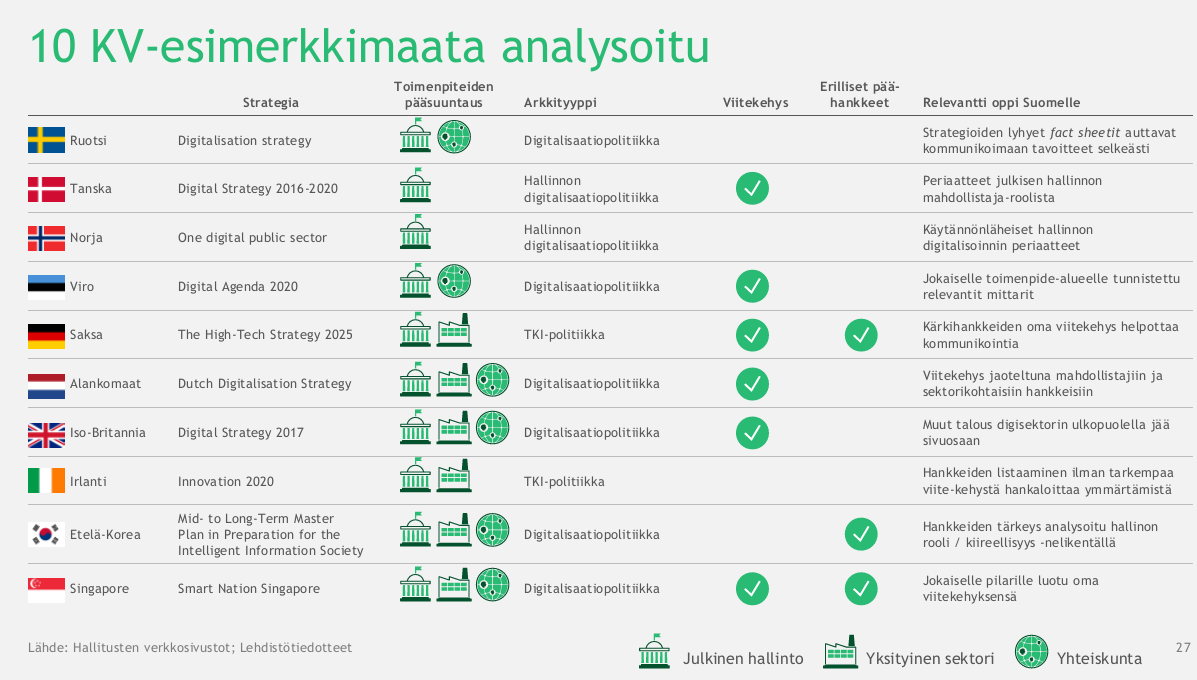 10 KV-esimerkkimaata analysoitu
Strategia
Toimenpiteiden
pääsuuntaus
Arkkityyppi
Viitekehys
Erilliset pää-
hankkeet
Relevantti oppi Suomelle
Ruotsi
Digitalisation strategy
Digitalisaatiopolitiikka
Strategioiden lyhyet fact sheetit auttavat
kommunikoimaan tavoitteet selkeästi
Tanska
Digital Strategy 2016-2020
Hallinnon
digitalisaatiopolitiikka
Periaatteet julkisen hallinnon
mahdollistaja-roolista
Norja
One digital public sector
Hallinnon
digitalisaatiopolitiikka
Käytännönläheiset hallinnon
digitalisoinnin periaatteet
Viro
Digital Agenda 2020
Digitalisaatiopolitiikka
Jokaiselle toimenpide-alueelle tunnistettu
relevantit mittarit
Saksa
The High-Tech Strategy 2025
TKI-politiikka
Kärkihankkeiden oma viitekehys helpottaa
kommunikointia
Alankomaat
Dutch Digitalisation Strategy
Digitalisaatiopolitiikka
Viitekehys jaoteltuna mahdollistajiin ja
sektorikohtaisiin hankkeisiin
Iso-Britannia
Digital Strategy 2017
Digitalisaatiopolitiikka
Muut talous digisektorin ulkopuolella jää
sivuosaan
Irlanti
Innovation 2020
TKI-politiikka
Hankkeiden listaaminen ilman tarkempaa
viite-kehystä hankaloittaa ymmärtämistä
Etelä-Korea
Mid- to Long-Term Master
Plan in Preparation for the
Intelligent Information Society
Digitalisaatiopolitiikka
Hankkeiden tärkeys analysoitu hallinon
rooli / kiireellisyys -nelikentällä
Singapore
Smart Nation Singapore
Digitalisaatiopolitiikka
Jokaiselle pilarille luotu oma
viitekehyksensä
Lähde: Hallitusten verkkosivustot; Lehdistötiedotteet
Julkinen hallinto
Yksityinen sektori
Yhteiskunta
27